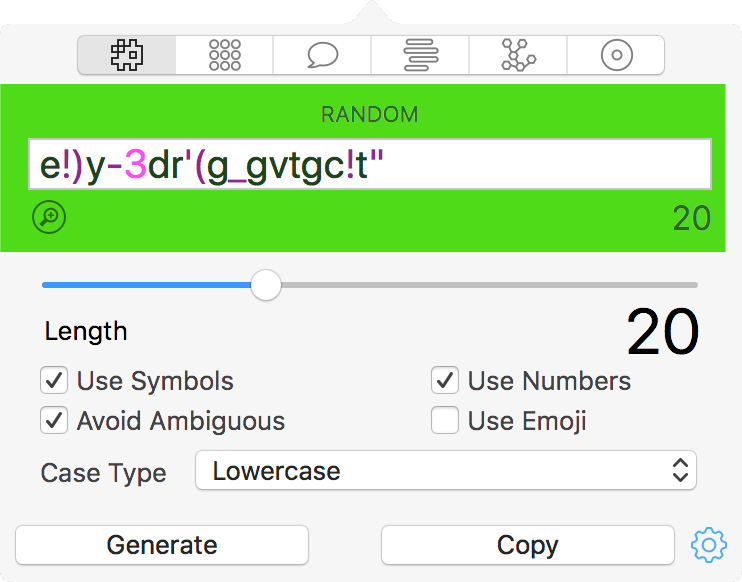 RANDOM
e!)y-3dr'(g_gvtgc!t"
20
Length
20
Use Symbols
Use Numbers
Avoid Ambiguous
Use Emoji
Case Type
Lowercase
Generate
Copy